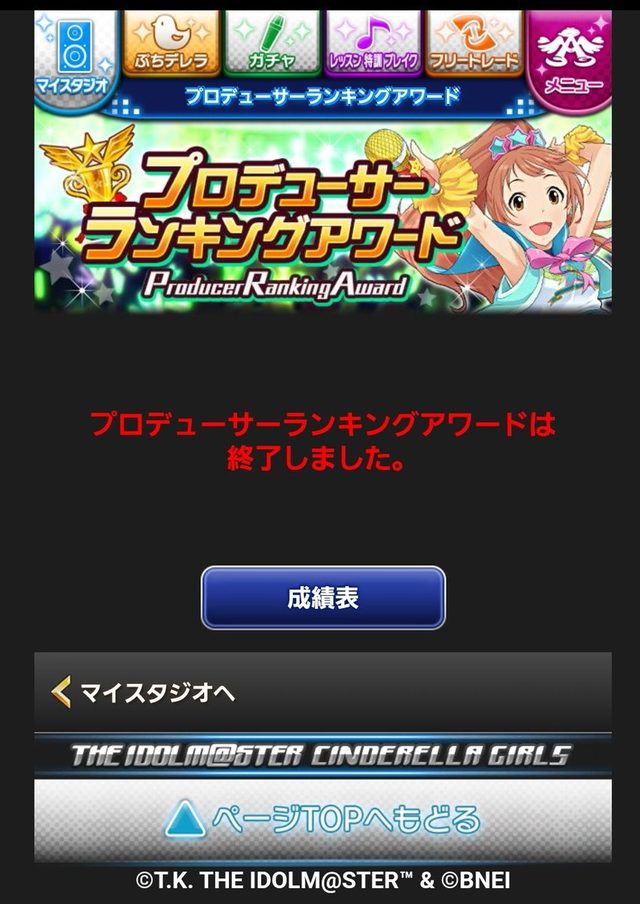 マイスタジオ
ぷちデレラ
ガチャ
レッスン 特訓 ブレイク
フリートレード
メニュー
プロデューサーランキングアワード
プロデューサー
ランキングアワード
ProducerRankingAward
プロデューサーランキングアワードは
終了しました。
成績表
マイスタジオへ
THE IDOLM@STER CINDERELLA GIRLS
ページTOPへもどる
©T.K. THE IDOLM@STER™ & ©BNEI